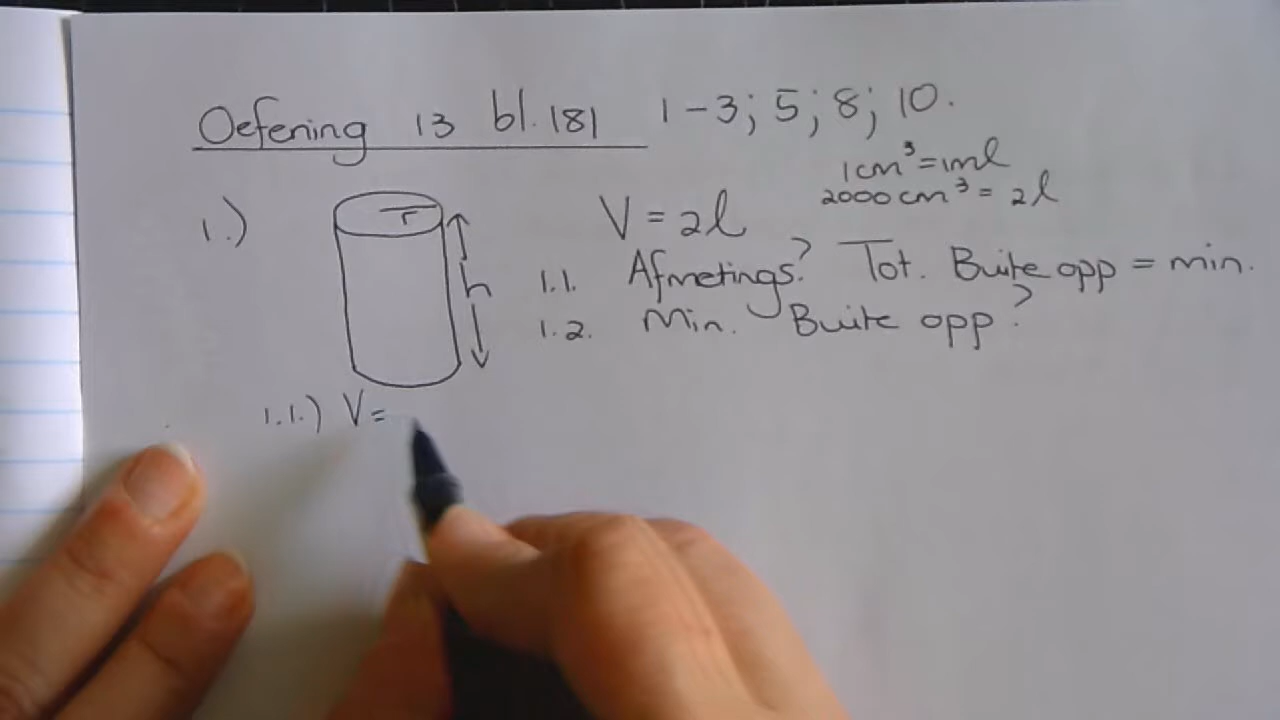 Oefening 13 bl. 181 1-3; 5; 8; 10.
1cm³ = 1ml
2000cm³ = 2l
1.) r h V = 2l
1.1. Afmetings? Tot. Buite opp = min.
1.2. Min. Buite opp?
1.1.) V =